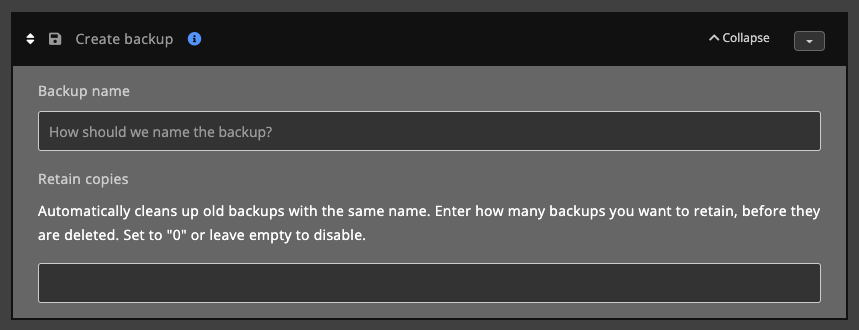 Create backup
Collapse
Backup name
How should we name the backup?
Retain copies
Automatically cleans up old backups with the same name. Enter how many backups you want to retain, before they
are deleted. Set to "0" or leave empty to disable.